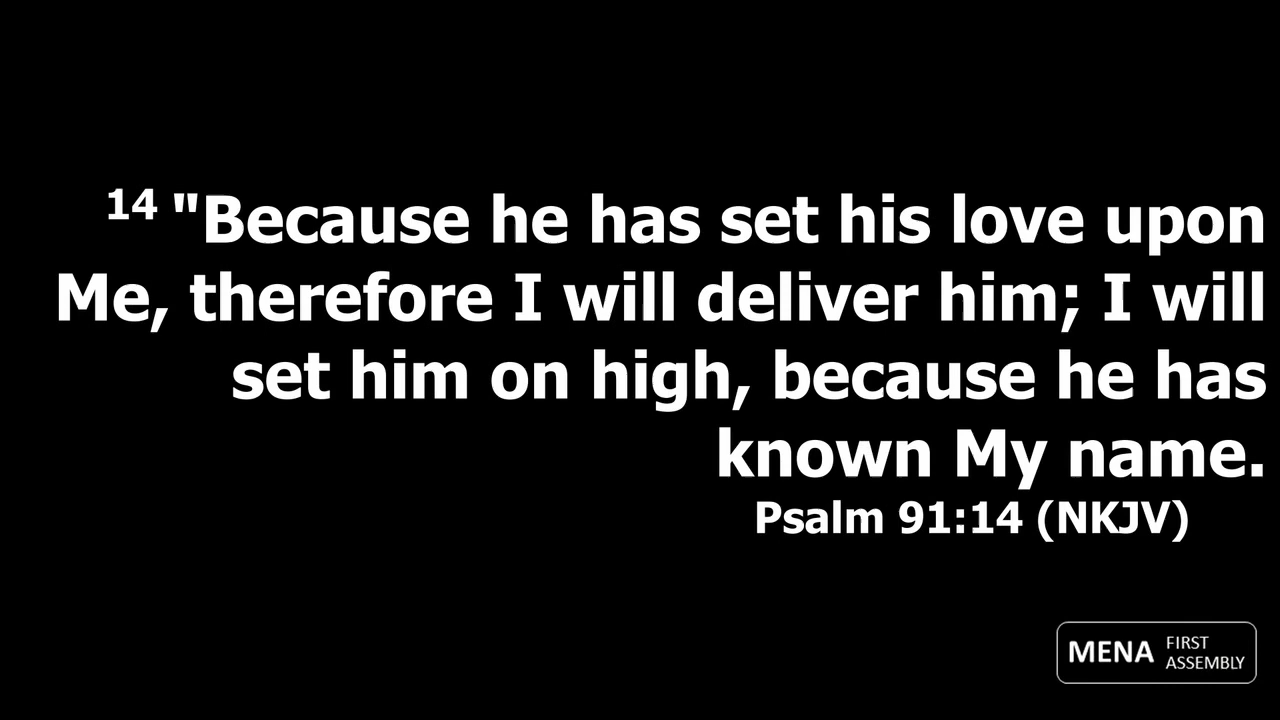 14 "Because he has set his love upon
Me, therefore I will deliver him; I will
set him on high, because he has
known My name.
Psalm 91:14 (NKJV)
MENA FIRST
ASSEMBLY